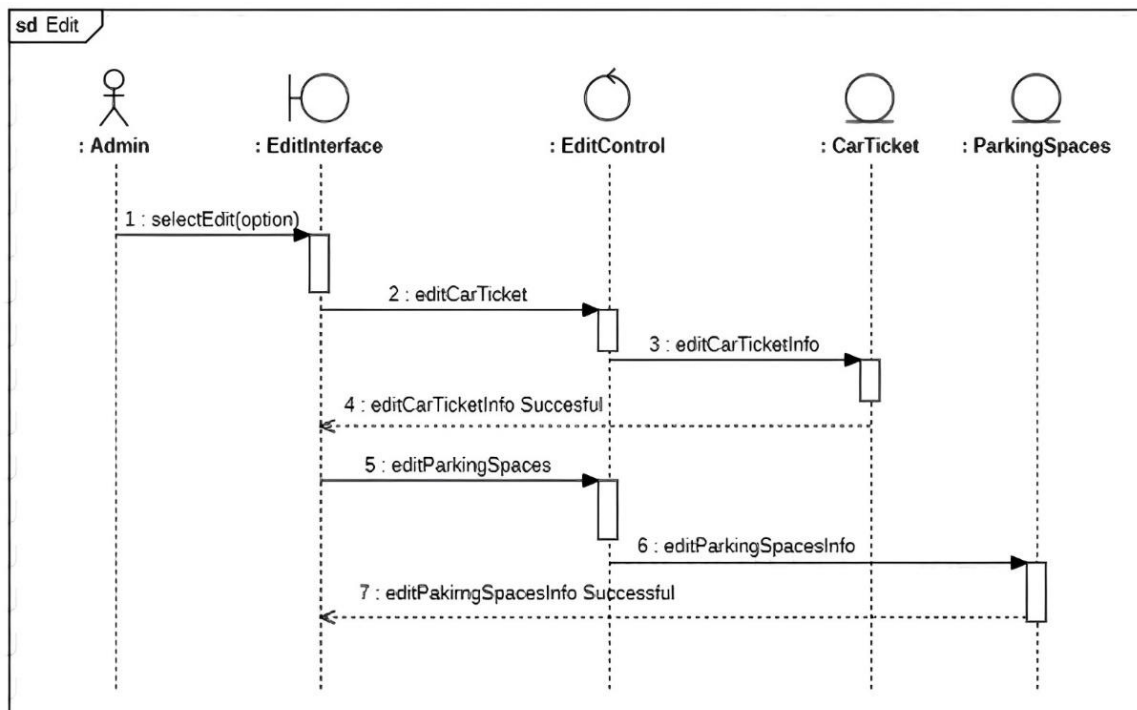 sd Edit
: Admin
: EditInterface
: EditControl
: CarTicket
: ParkingSpaces
1 : selectEdit(option)
2 : editCarTicket
3 : editCarTicketInfo
4 : editCarTicketInfo Succesful
5 : editParkingSpaces
6 : editParkingSpacesInfo
7 : editPakirngSpacesInfo Successful